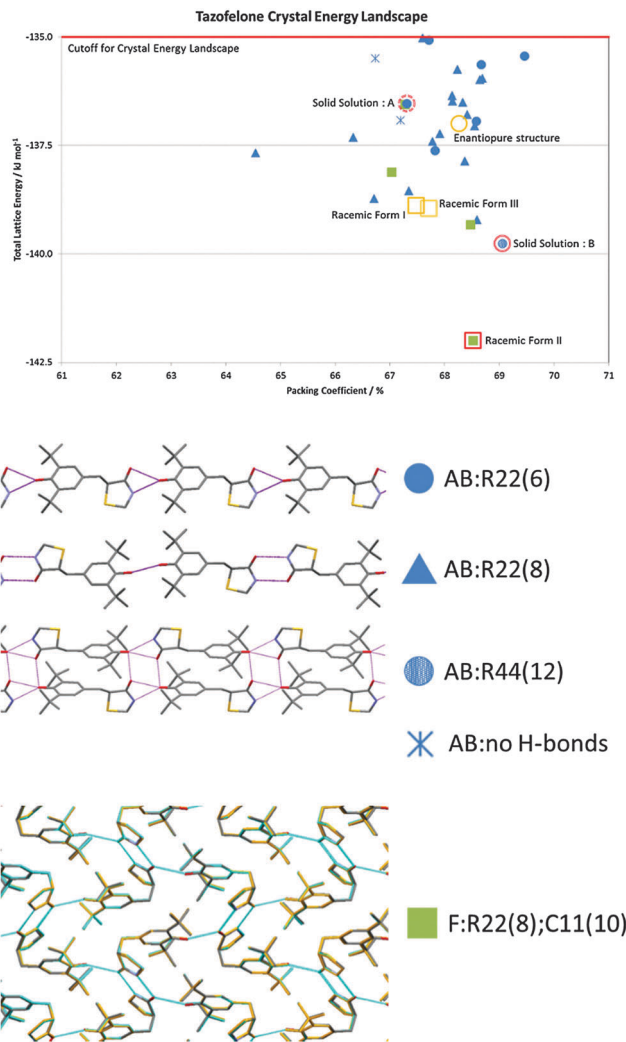 Tazofelone Crystal Energy Landscape
-135.0
Cutoff for Crystal Energy Landscape
Solid Solution : A
Enantiopure structure
-137.5
Total Lattice Energy / kJ mol⁻¹
Racemic Form I
Racemic Form III
-140.0
Solid Solution : B
Racemic Form II
-142.5
61 62 63 64 65 66 67 68 69 70 71
Packing Coefficient / %
AB:R22(6)
AB:R22(8)
AB:R44(12)
AB:no H-bonds
F:R22(8);C11(10)